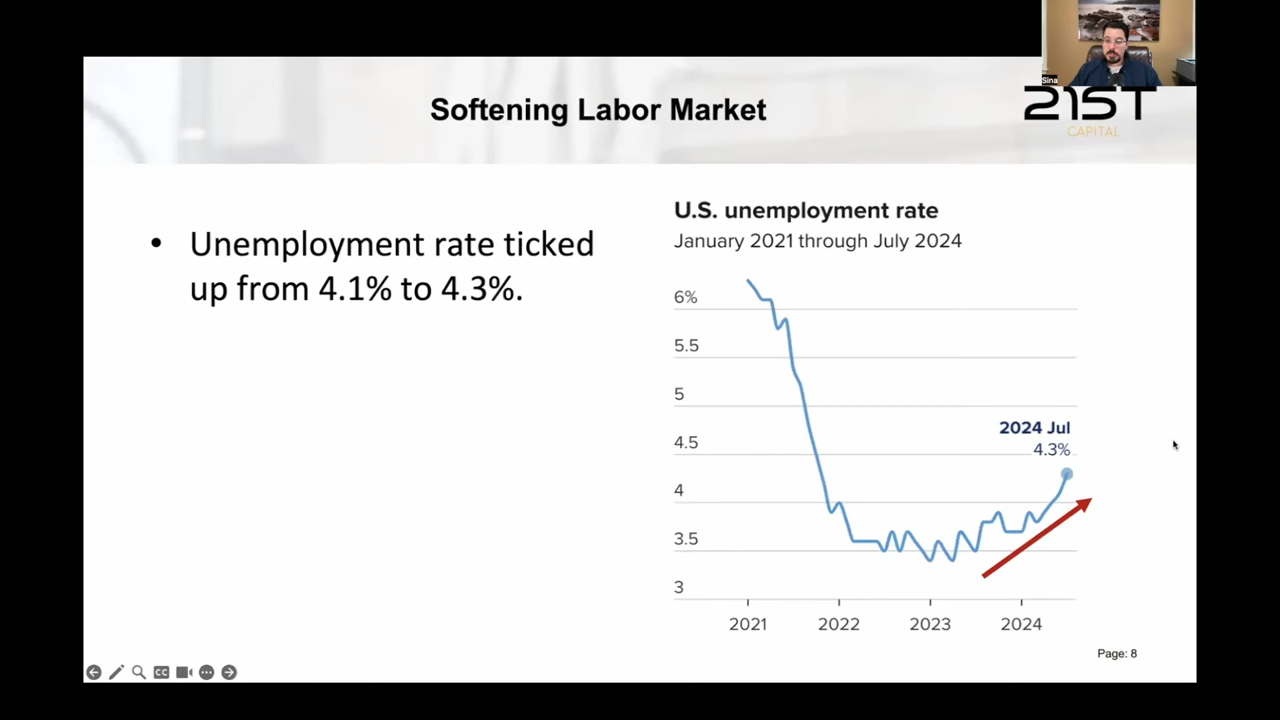 Sina
Softening Labor Market
21ST
CAPITAL
• Unemployment rate ticked
up from 4.1% to 4.3%.
U.S. unemployment rate
January 2021 through July 2024
6%
5.5
5
4.5
4
3.5
3
2024 Jul
4.3%
2021 2022 2023 2024
Page: 8
CC